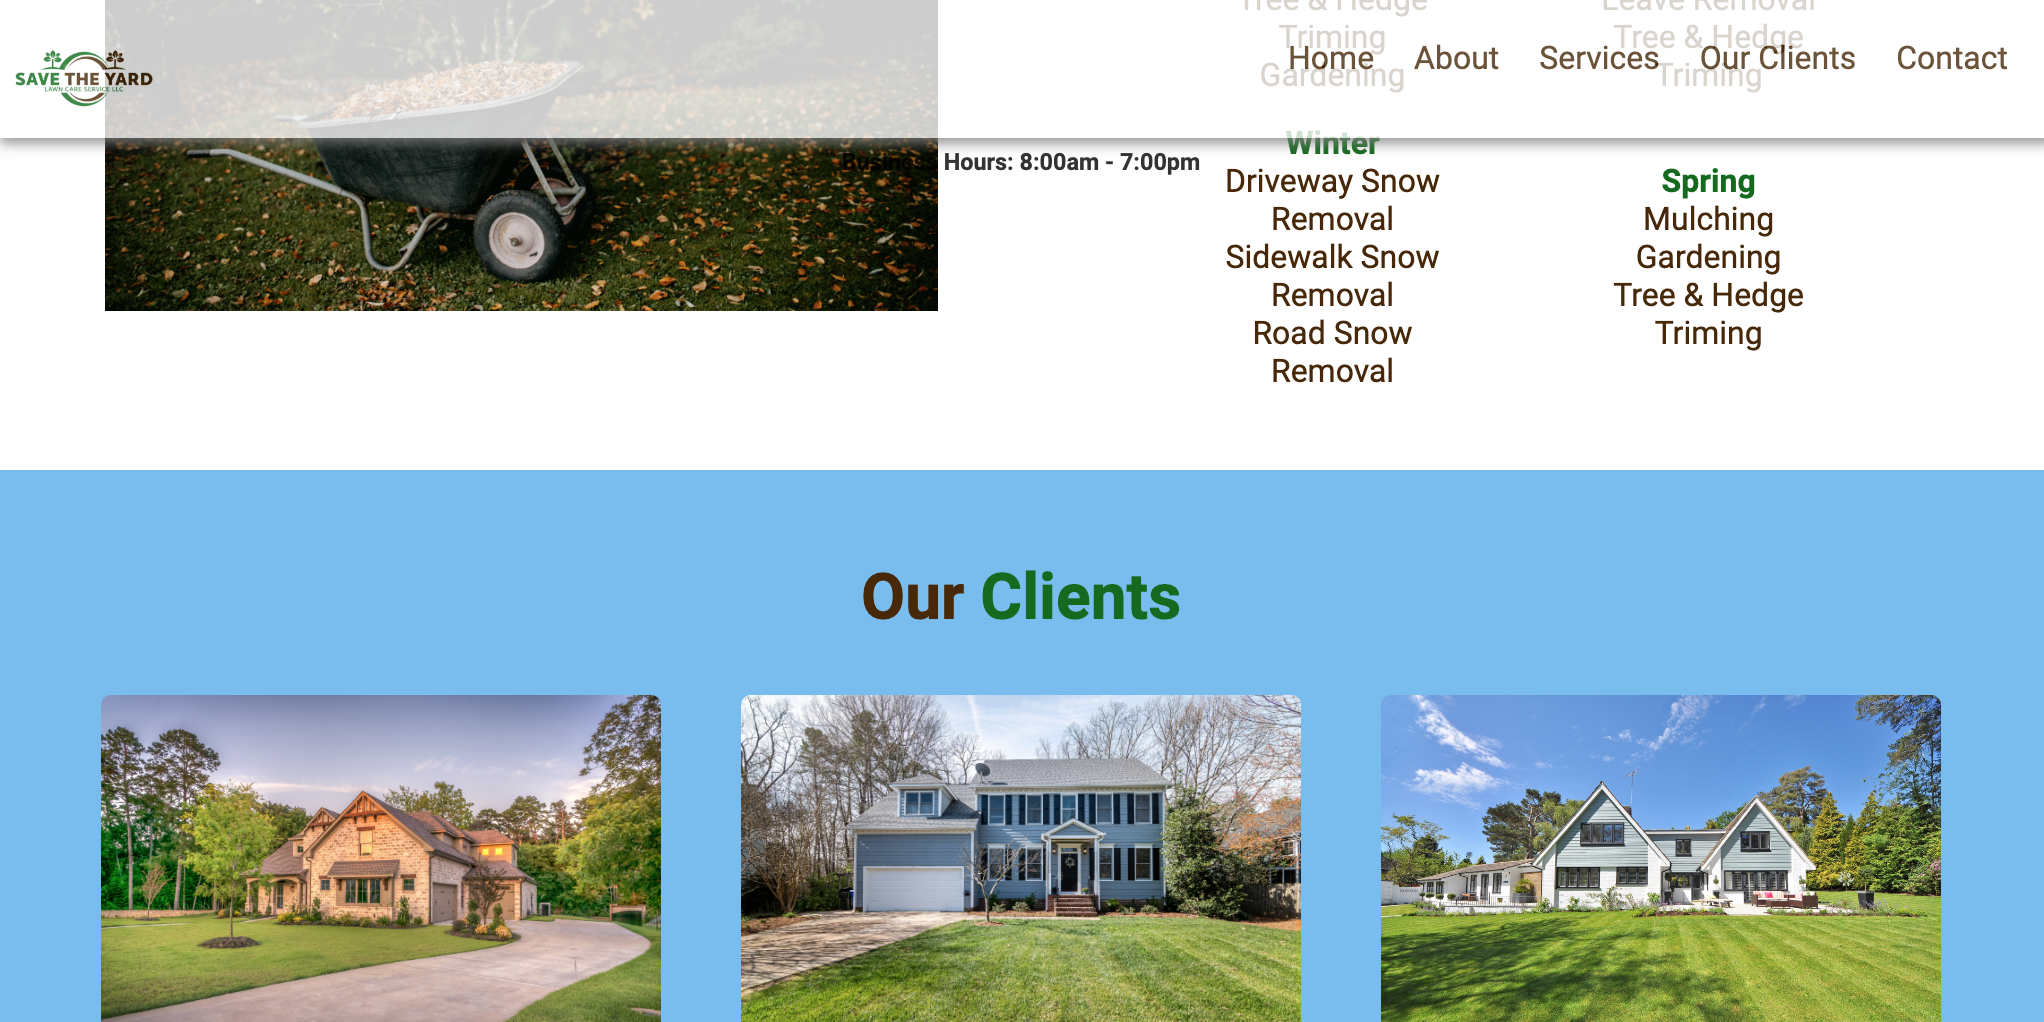 SAVE THE YARD
LAWN CARE SERVICE LLC
Home About Services Our Clients Contact
Tree & Hedge
Triming
Gardening
Winter
Driveway Snow
Removal
Sidewalk Snow
Removal
Road Snow
Removal
Leave Removal
Tree & Hedge
Triming
Spring
Mulching
Gardening
Tree & Hedge
Triming
Business Hours: 8:00am - 7:00pm
Our Clients